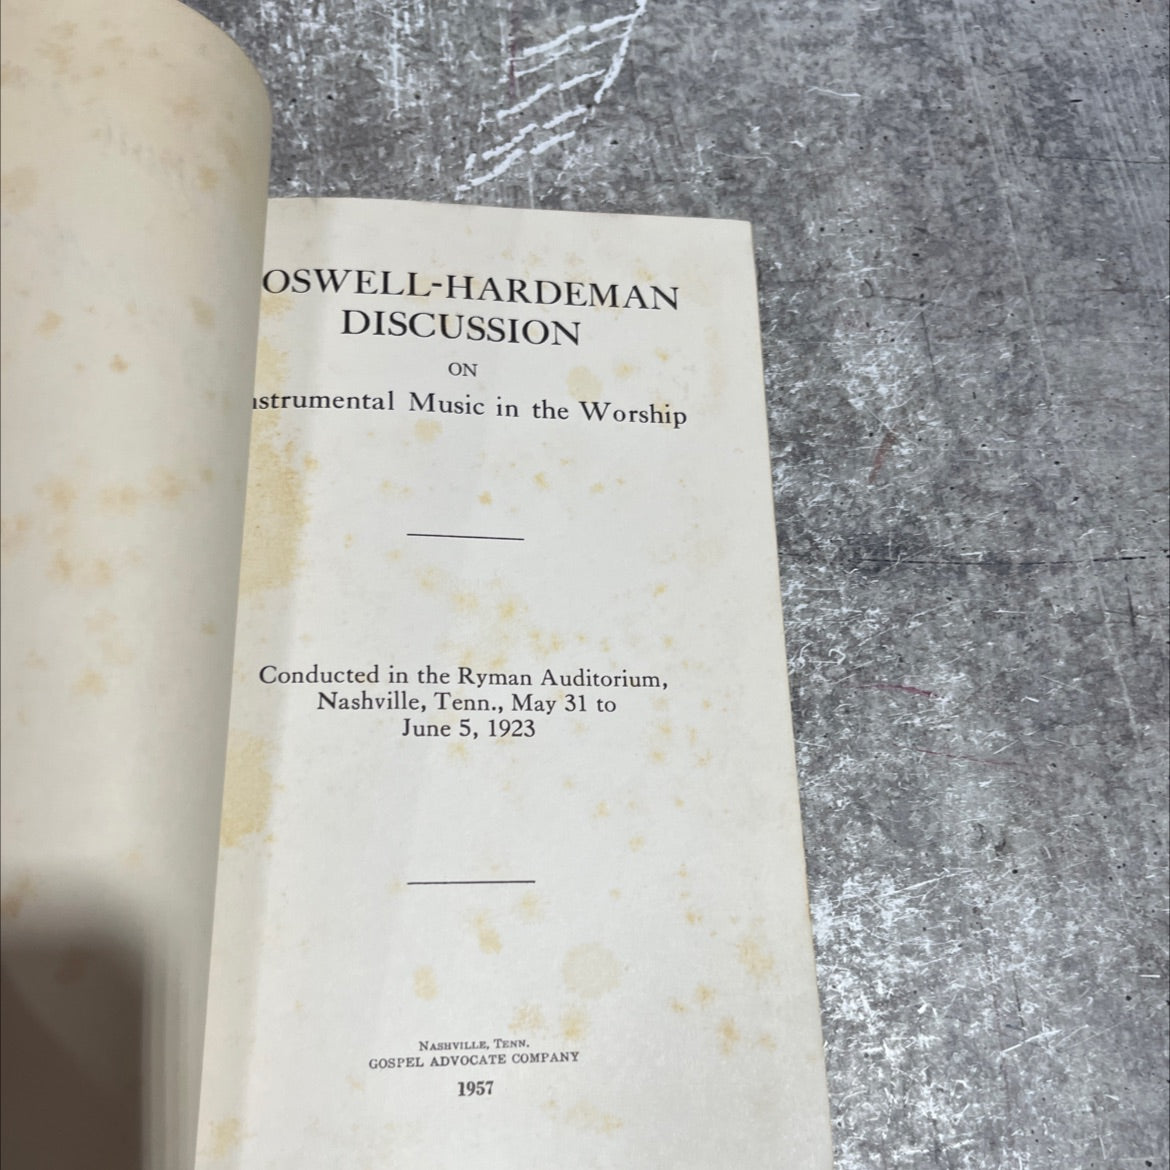 OSWELL-HARDEMAN
DISCUSSION
ON
nstrumental Music in the Worship
Conducted in the Ryman Auditorium,
Nashville, Tenn., May 31 to
June 5, 1923
NASHVILLE, TENN.
GOSPEL ADVOCATE COMPANY
1957